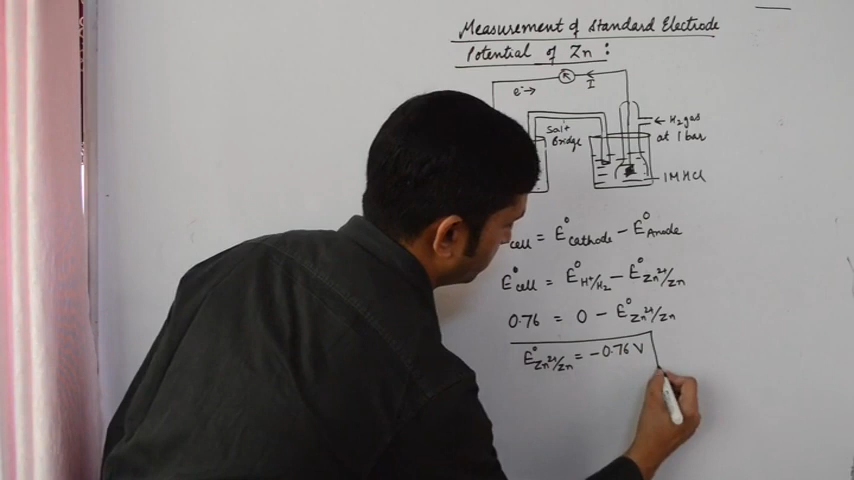 Measurement of Standard Electrode
Potential of Zn :
e⁻→
I
Salt
Bridge
← H₂ gas
at 1 bar
1M HCl
cell = E°Cathode − E°Anode
E°cell = E°H⁺/H₂ − E°Zn²⁺/Zn
0.76 = 0 − E°Zn²⁺/Zn
E°Zn²⁺/Zn = −0.76 V